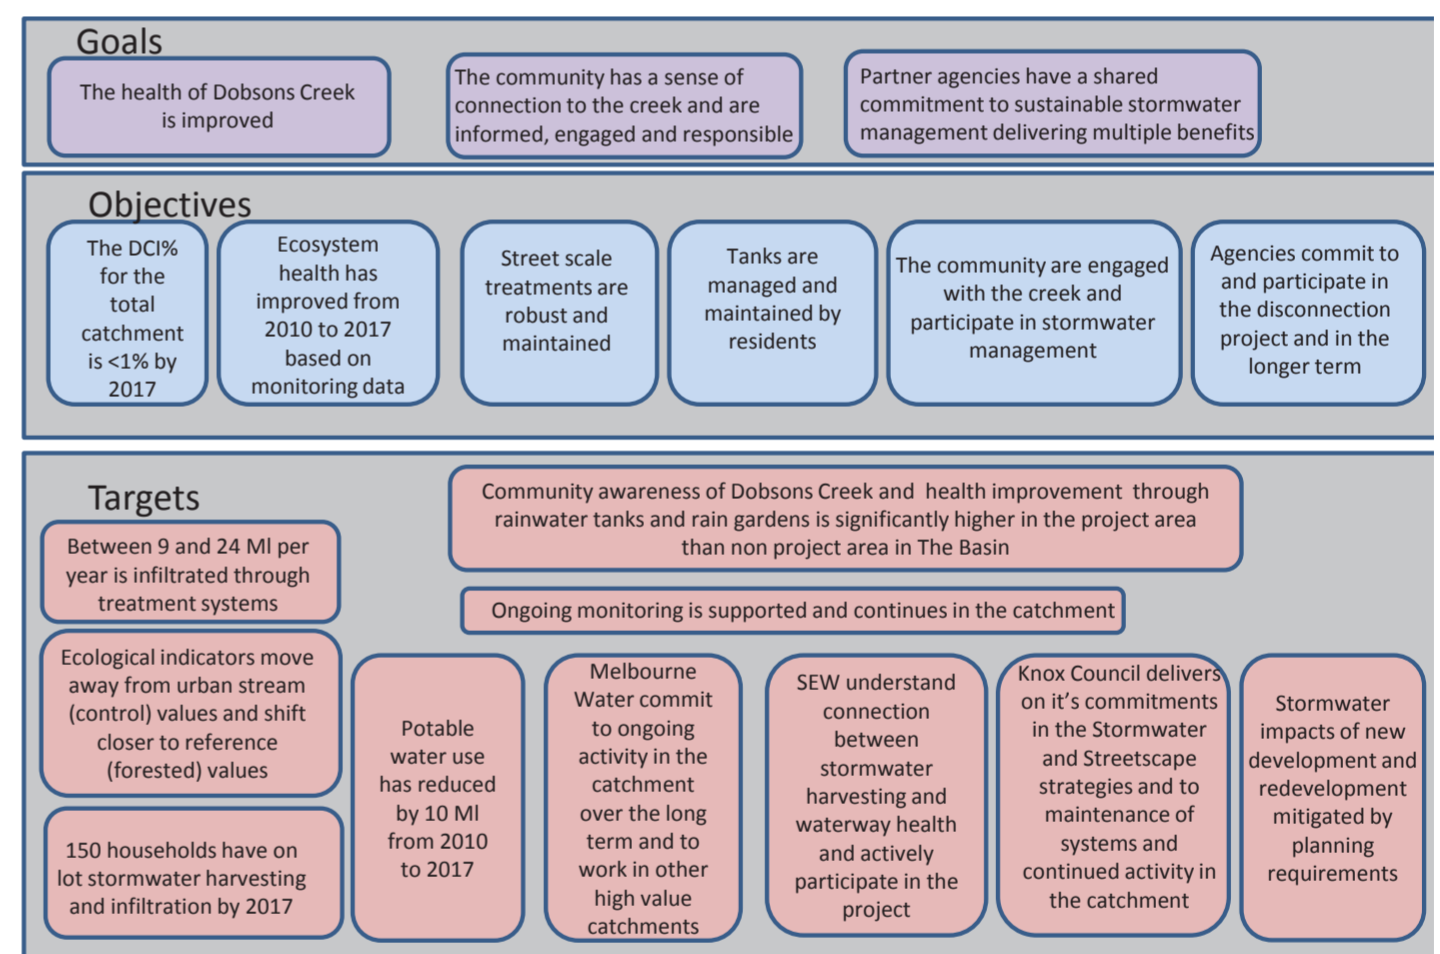 Goals
The health of Dobsons Creek
is improved
The community has a sense of
connection to the creek and are
informed, engaged and responsible
Partner agencies have a shared
commitment to sustainable stormwater
management delivering multiple benefits
Objectives
The DCI%
for the
total
catchment
is <1% by
2017
Ecosystem
health has
improved from
2010 to 2017
based on
monitoring data
Street scale
treatments are
robust and
maintained
Tanks are
managed and
maintained by
residents
The community are engaged
with the creek and
participate in stormwater
management
Agencies commit to
and participate in
the disconnection
project and in the
longer term
Targets
Community awareness of Dobsons Creek and health improvement through
rainwater tanks and rain gardens is significantly higher in the project area
than non project area in The Basin
Between 9 and 24 Ml per
year is infiltrated through
treatment systems
Ongoing monitoring is supported and continues in the catchment
Ecological indicators move
away from urban stream
(control) values and shift
closer to reference
(forested) values
150 households have on
lot stormwater harvesting
and infiltration by 2017
Potable
water use
has reduced
by 10 Ml
from 2010
to 2017
Melbourne
Water commit
to ongoing
activity in the
catchment
over the long
term and to
work in other
high value
catchments
SEW understand
connection
between
stormwater
harvesting and
waterway health
and actively
participate in the
project
Knox Council delivers
on it's commitments
in the Stormwater
and Streetscape
strategies and to
maintenance of
systems and
continued activity in
the catchment
Stormwater
impacts of new
development and
redevelopment
mitigated by
planning
requirements